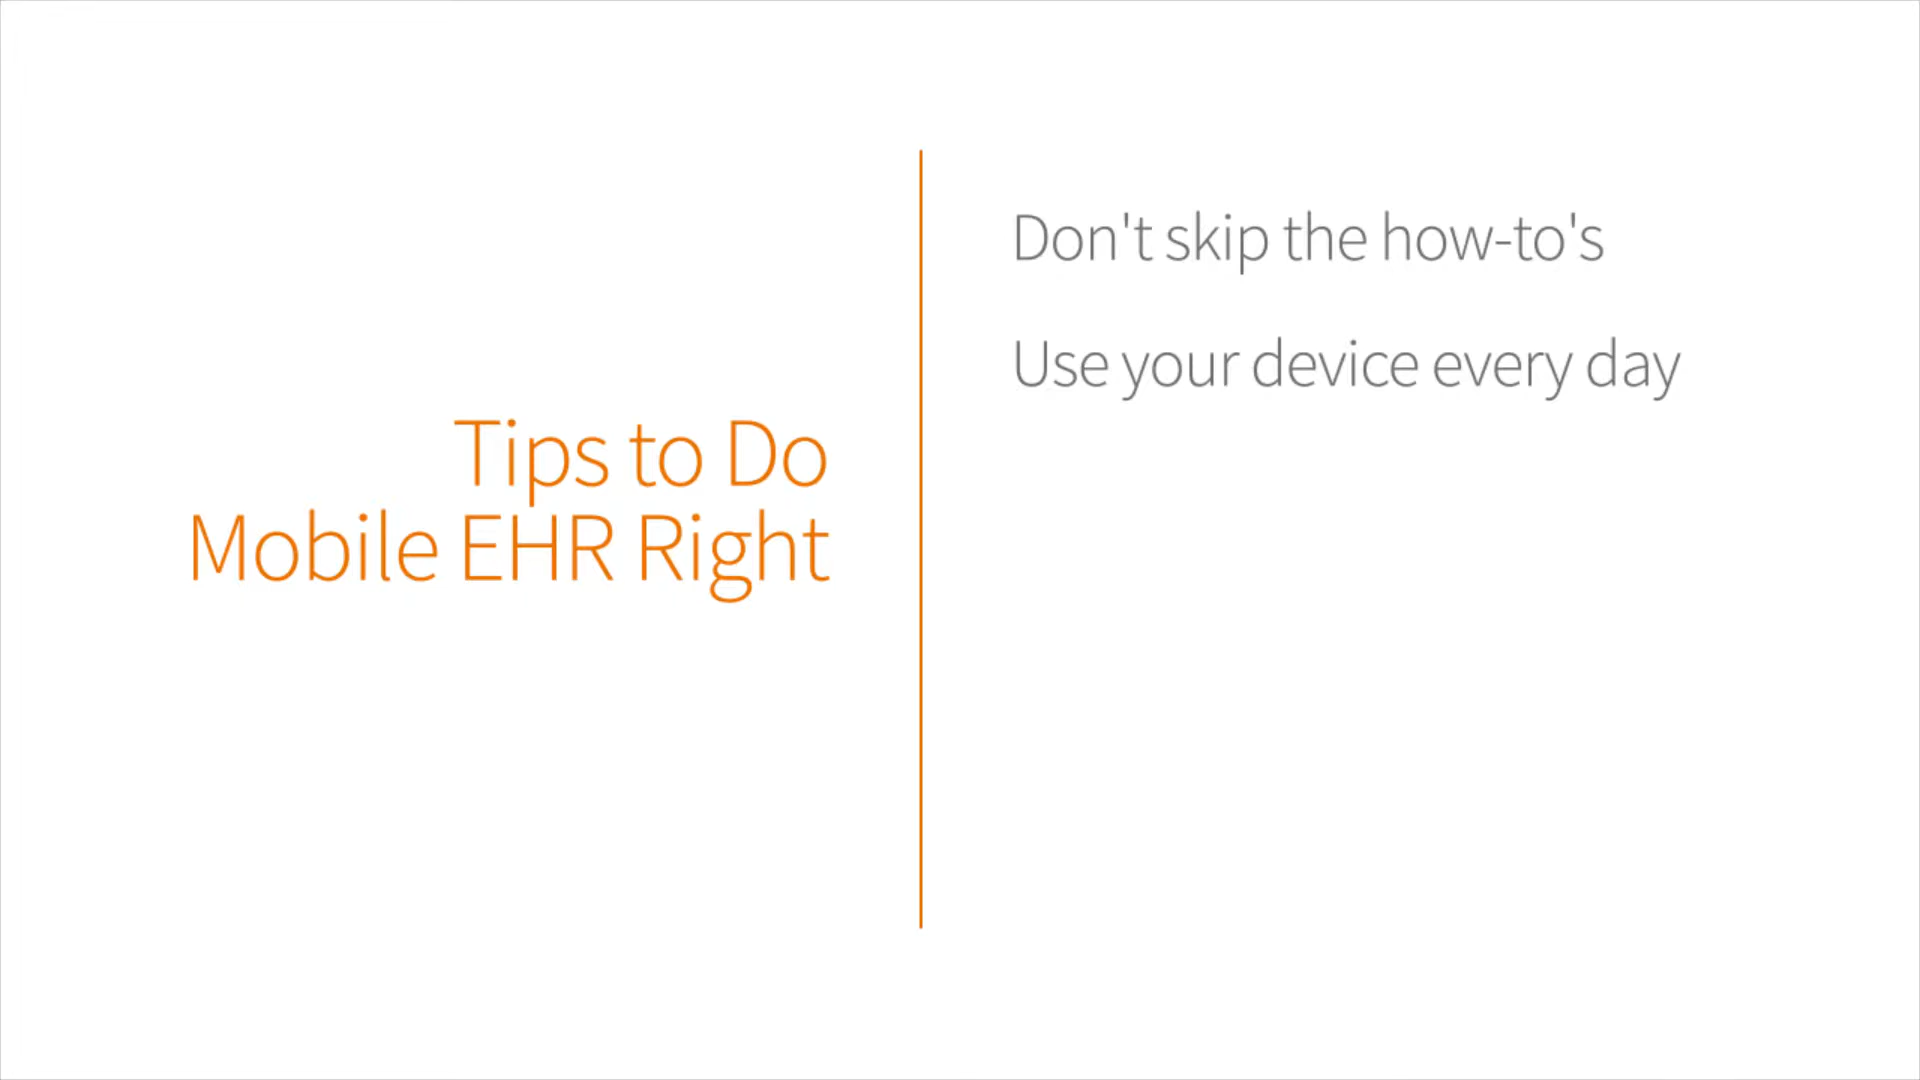 Tips to Do
Mobile EHR Right
Don't skip the how-to's
Use your device every day